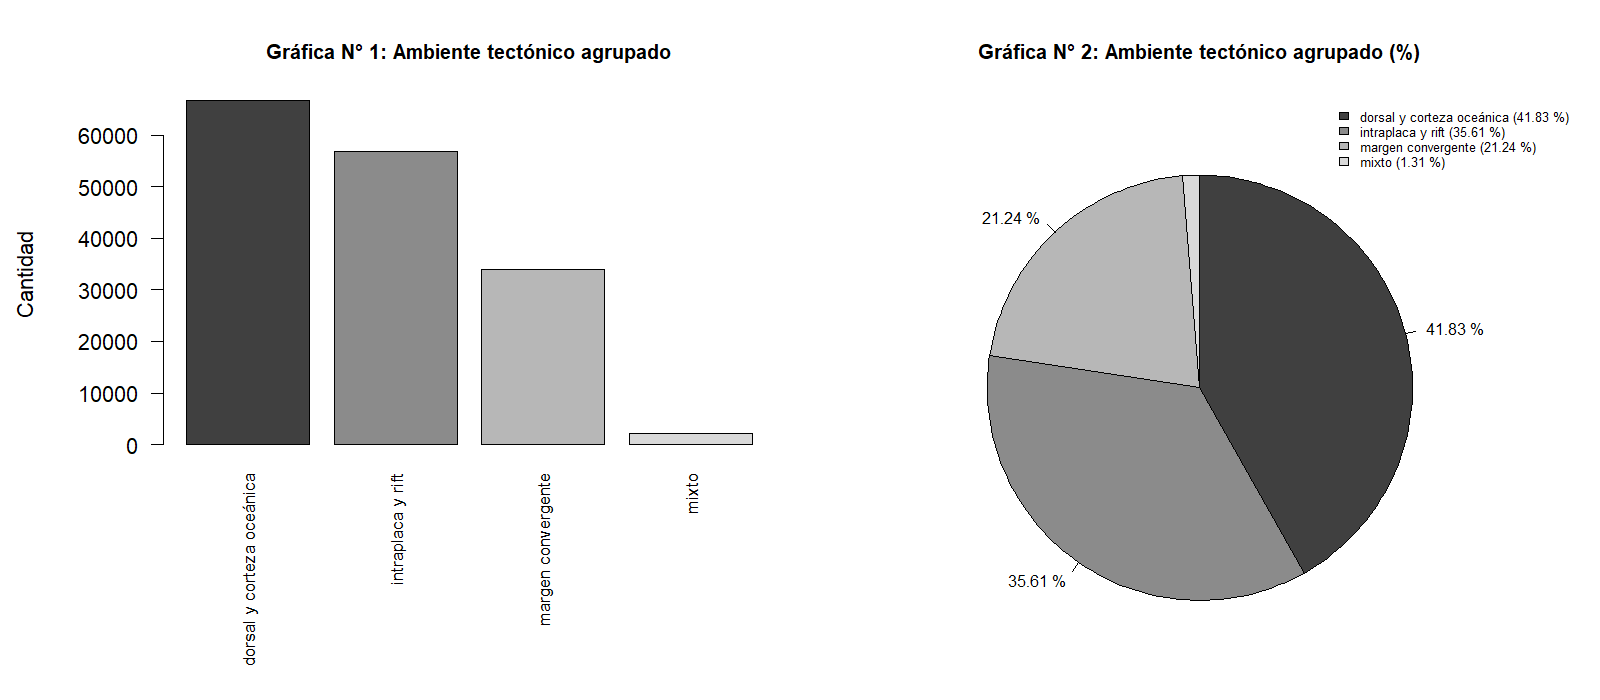 Gráfica N° 1: Ambiente tectónico agrupado
Cantidad
60000
50000
40000
30000
20000
10000
0
dorsal y corteza oceánica
intraplaca y rift
margen convergente
mixto
Gráfica N° 2: Ambiente tectónico agrupado (%)
dorsal y corteza oceánica (41.83 %)
intraplaca y rift (35.61 %)
margen convergente (21.24 %)
mixto (1.31 %)
21.24 %
41.83 %
35.61 %